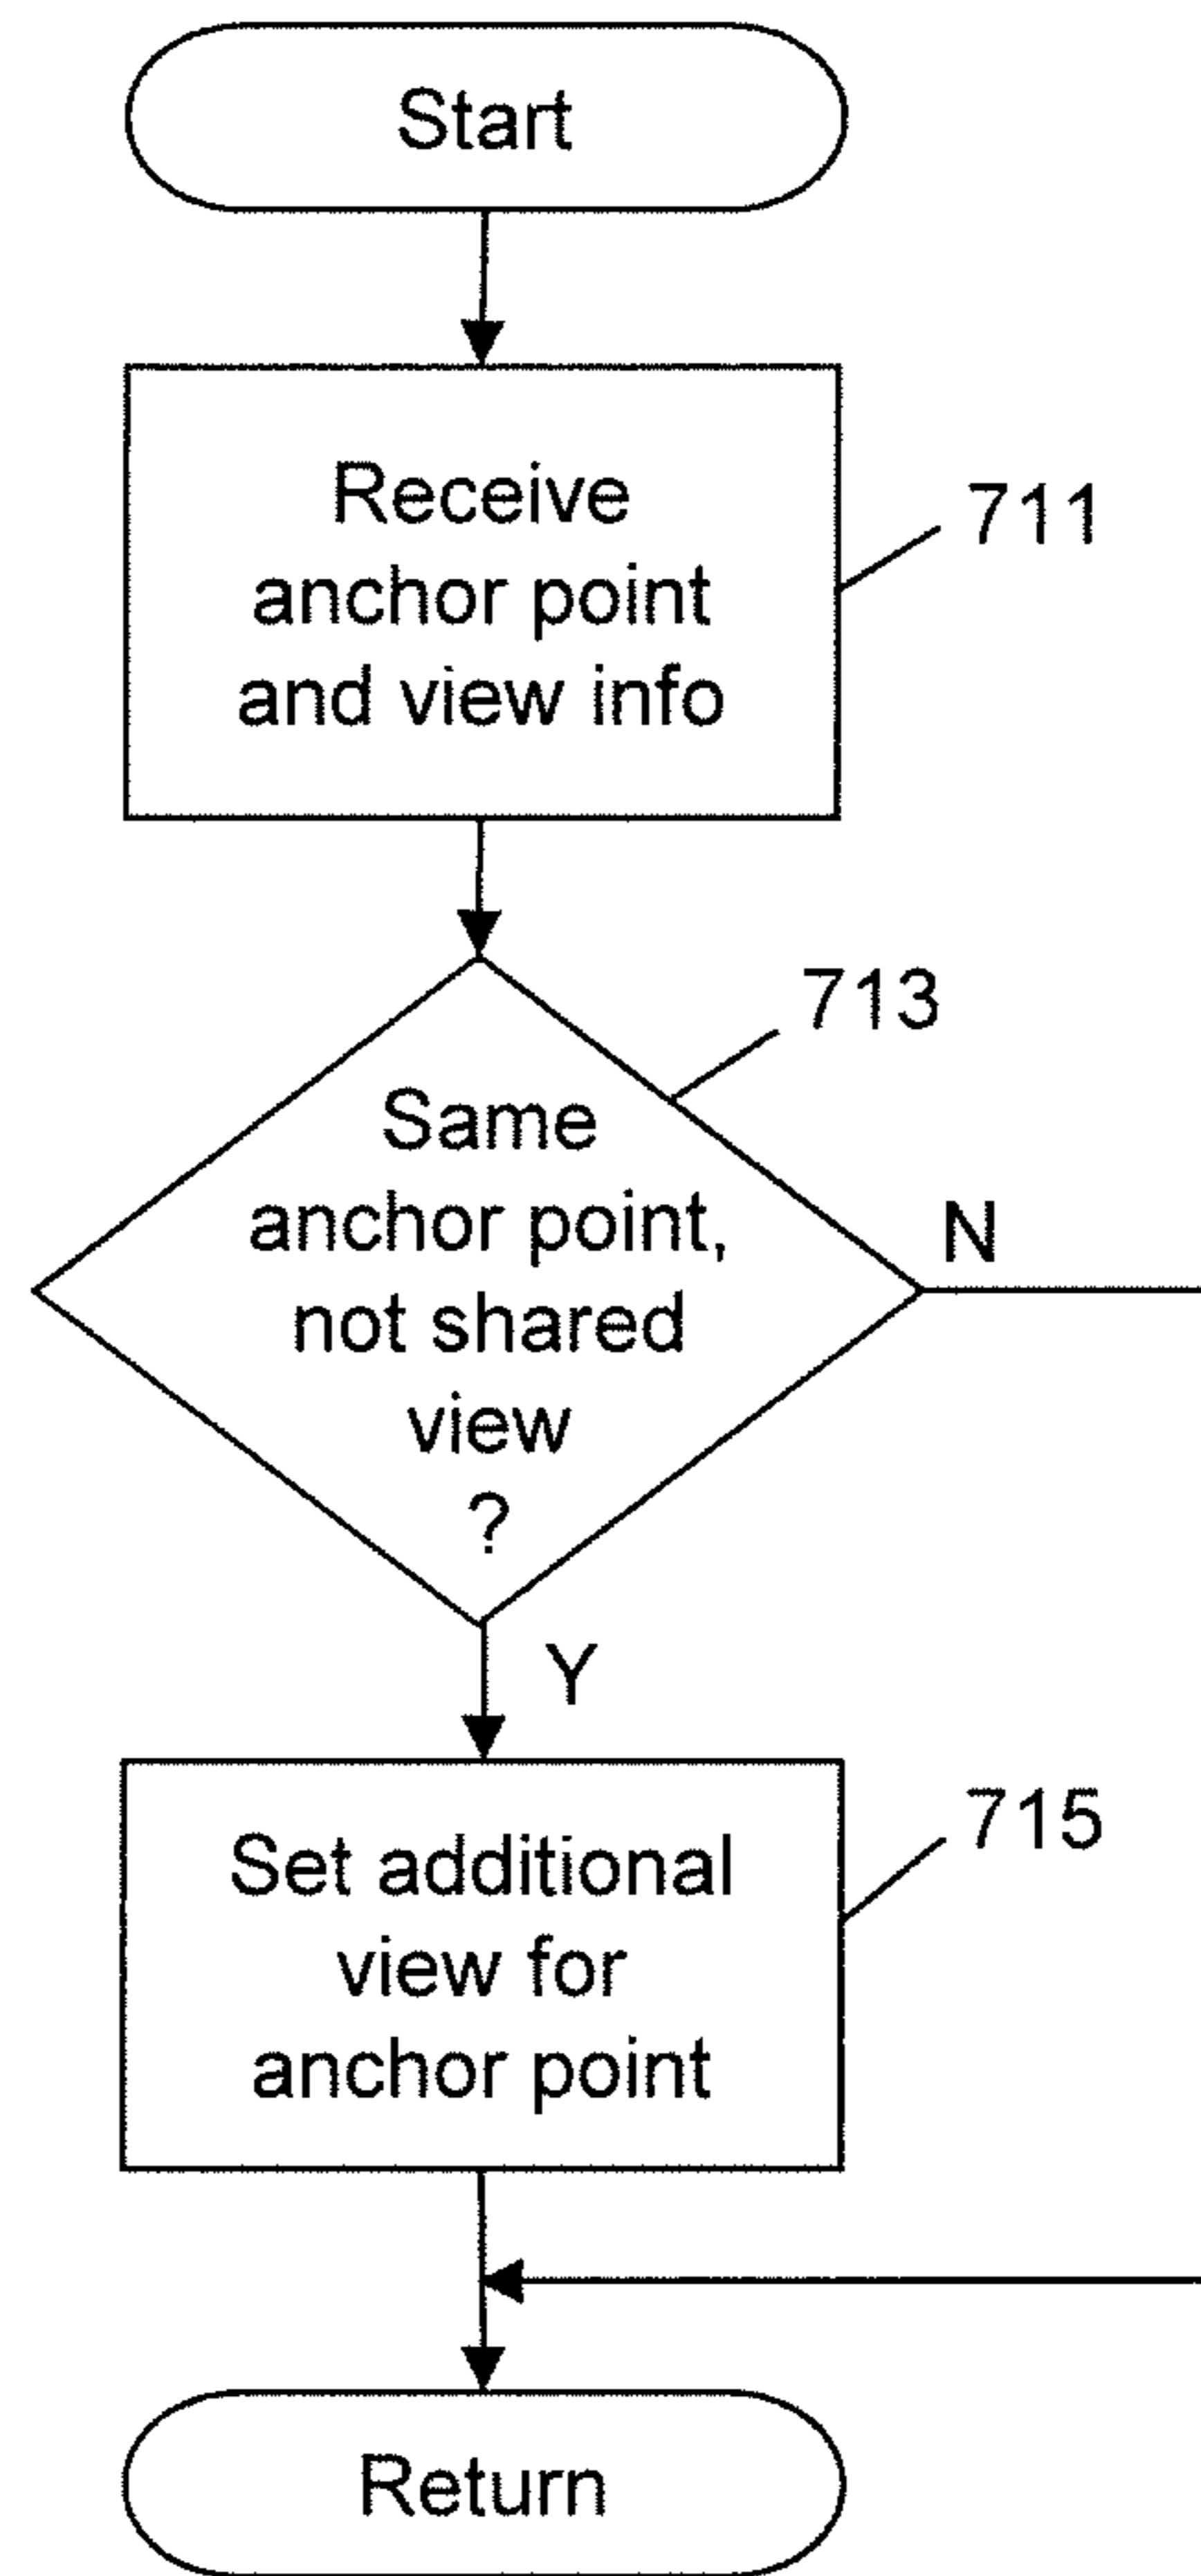 Start
Receive
anchor point
and view info
711
713
Same
anchor point,
not shared
view
?
N
Y
Set additional
view for
anchor point
715
Return